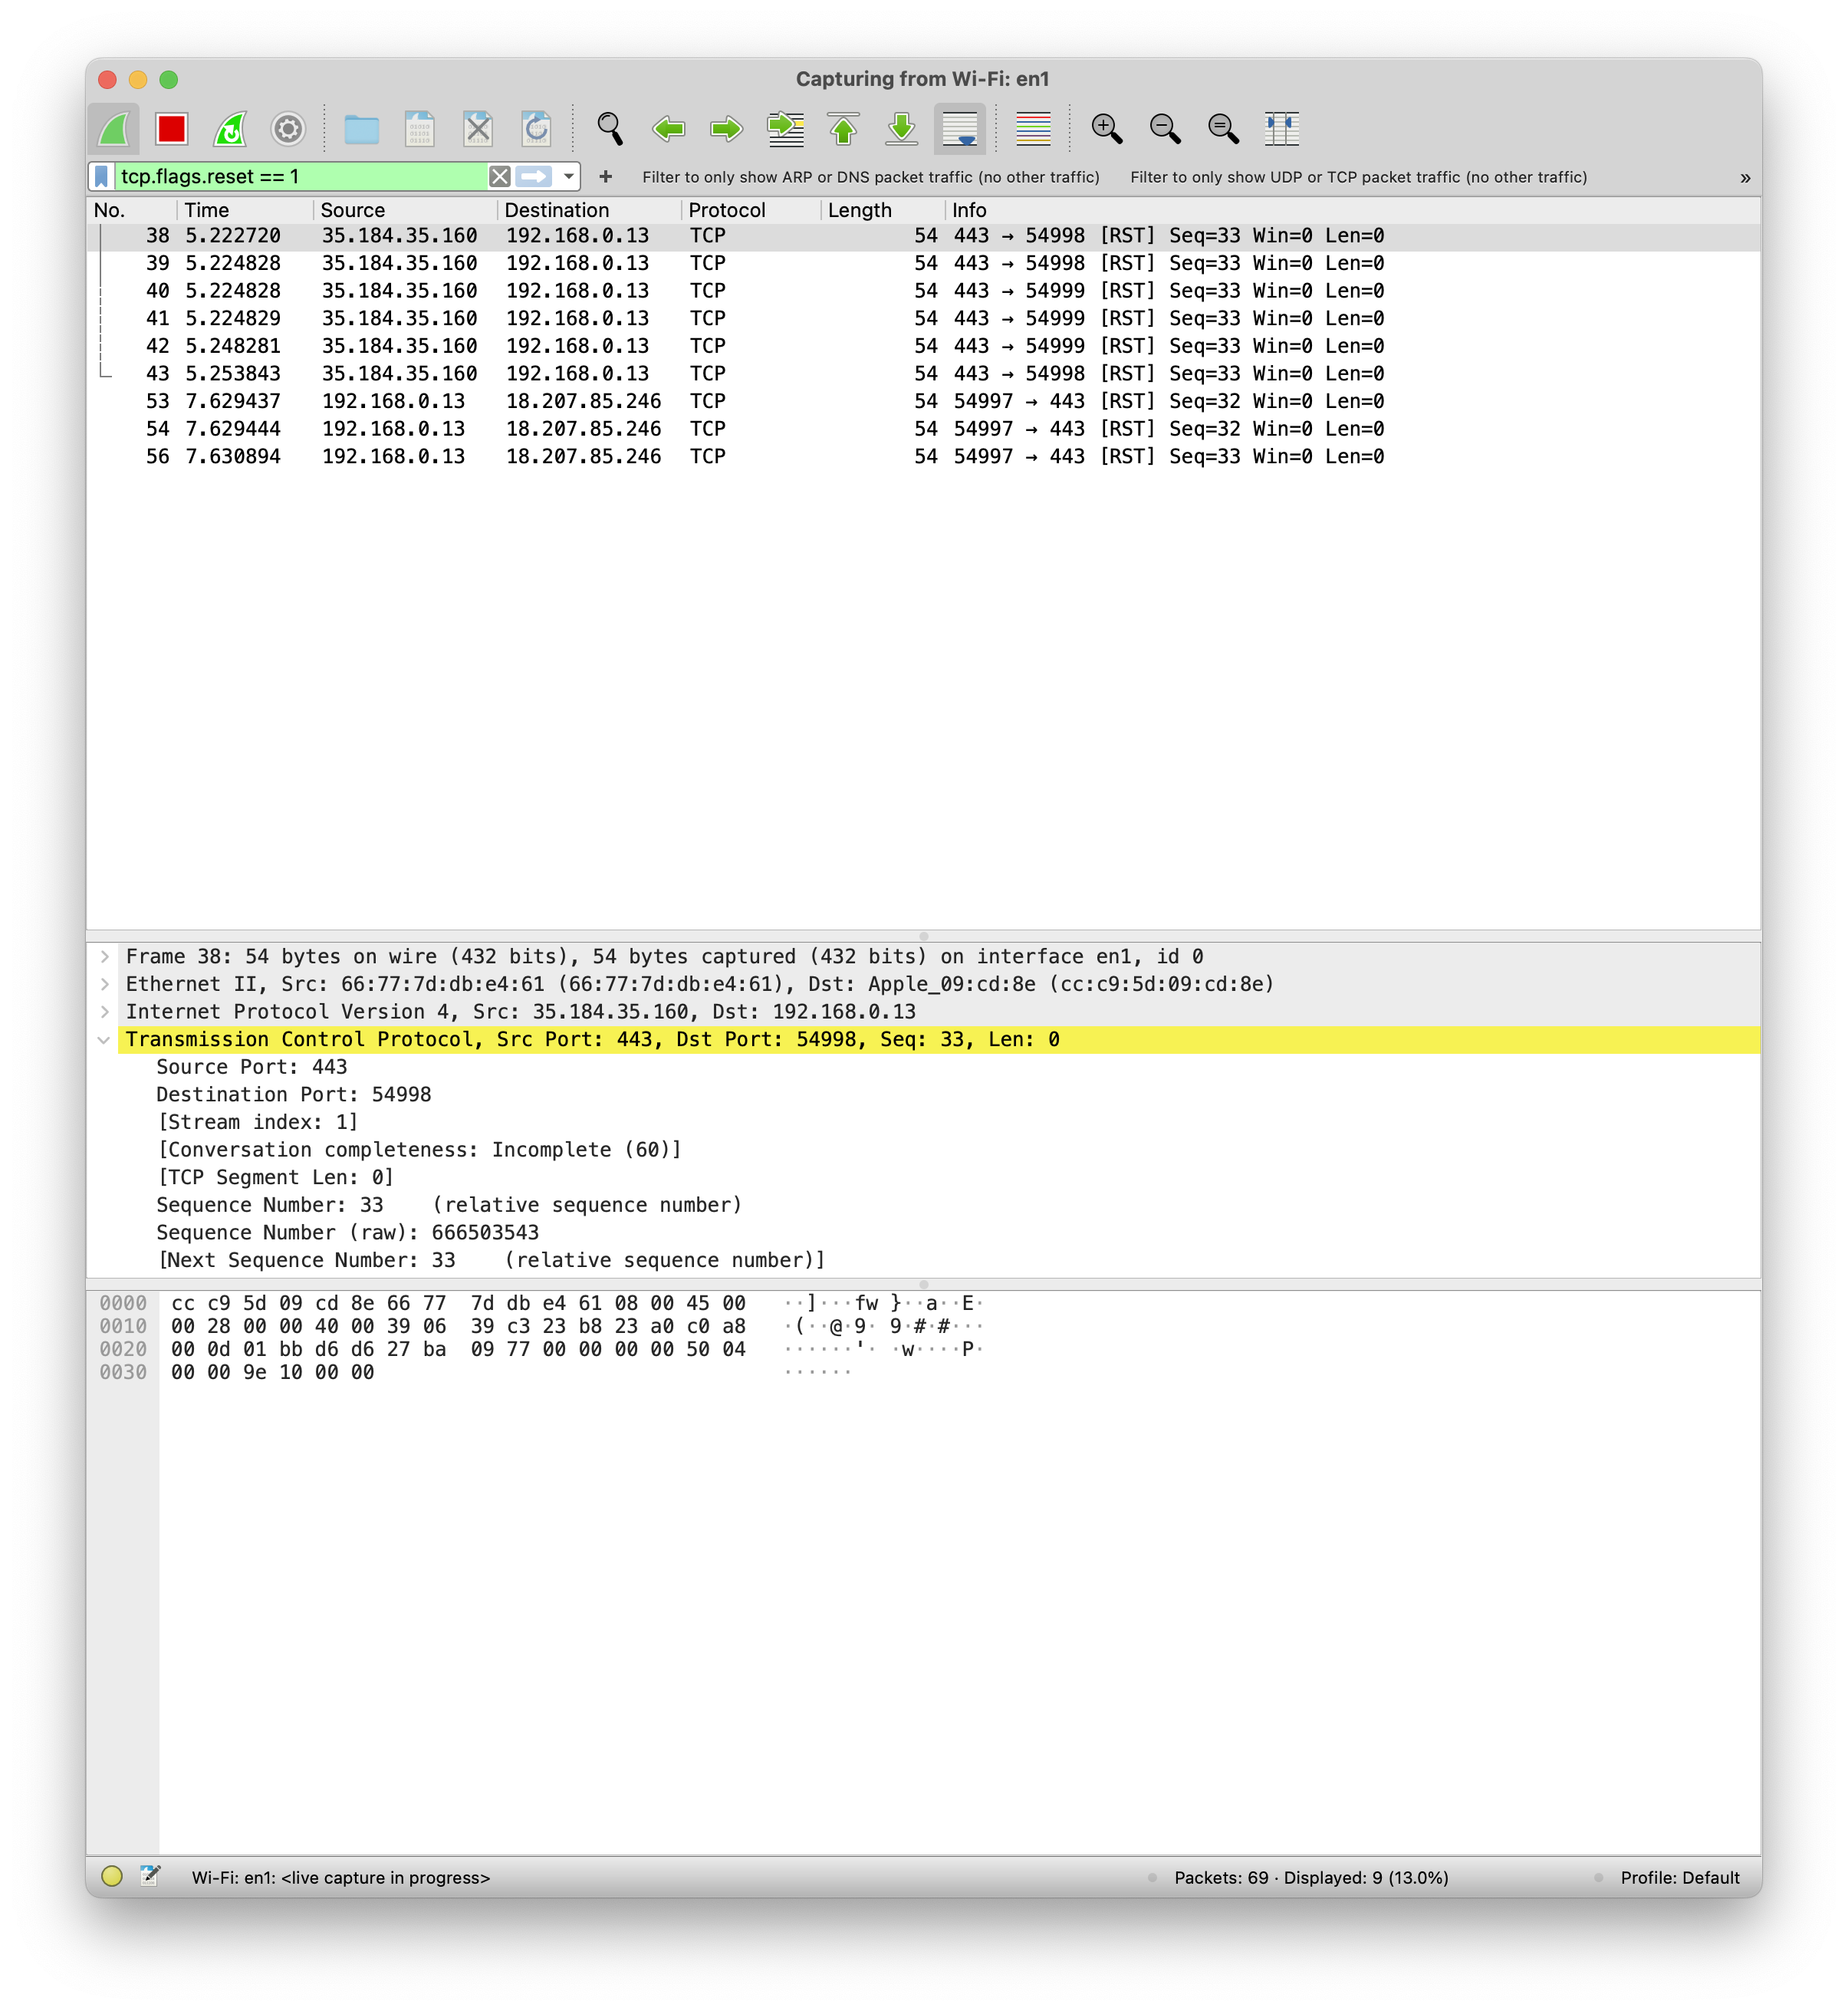 Capturing from Wi-Fi: en1
tcp.flags.reset == 1 + Filter to only show ARP or DNS packet traffic (no other traffic) Filter to only show UDP or TCP packet traffic (no other traffic) »
No. Time Source Destination Protocol Length Info
38 5.222720 35.184.35.160 192.168.0.13 TCP 54 443 → 54998 [RST] Seq=33 Win=0 Len=0
39 5.224828 35.184.35.160 192.168.0.13 TCP 54 443 → 54998 [RST] Seq=33 Win=0 Len=0
40 5.224828 35.184.35.160 192.168.0.13 TCP 54 443 → 54999 [RST] Seq=33 Win=0 Len=0
41 5.224829 35.184.35.160 192.168.0.13 TCP 54 443 → 54999 [RST] Seq=33 Win=0 Len=0
42 5.248281 35.184.35.160 192.168.0.13 TCP 54 443 → 54999 [RST] Seq=33 Win=0 Len=0
43 5.253843 35.184.35.160 192.168.0.13 TCP 54 443 → 54998 [RST] Seq=33 Win=0 Len=0
53 7.629437 192.168.0.13 18.207.85.246 TCP 54 54997 → 443 [RST] Seq=32 Win=0 Len=0
54 7.629444 192.168.0.13 18.207.85.246 TCP 54 54997 → 443 [RST] Seq=32 Win=0 Len=0
56 7.630894 192.168.0.13 18.207.85.246 TCP 54 54997 → 443 [RST] Seq=33 Win=0 Len=0
Frame 38: 54 bytes on wire (432 bits), 54 bytes captured (432 bits) on interface en1, id 0
Ethernet II, Src: 66:77:7d:db:e4:61 (66:77:7d:db:e4:61), Dst: Apple_09:cd:8e (cc:c9:5d:09:cd:8e)
Internet Protocol Version 4, Src: 35.184.35.160, Dst: 192.168.0.13
Transmission Control Protocol, Src Port: 443, Dst Port: 54998, Seq: 33, Len: 0
Source Port: 443
Destination Port: 54998
[Stream index: 1]
[Conversation completeness: Incomplete (60)]
[TCP Segment Len: 0]
Sequence Number: 33 (relative sequence number)
Sequence Number (raw): 666503543
[Next Sequence Number: 33 (relative sequence number)]
0000 cc c9 5d 09 cd 8e 66 77 7d db e4 61 08 00 45 00 ··]···fw }··a··E·
0010 00 28 00 00 40 00 39 06 39 c3 23 b8 23 a0 c0 a8 ·(··@·9· 9·#·#···
0020 00 0d 01 bb d6 d6 27 ba 09 77 00 00 00 00 50 04 ······'· ·w····P·
0030 00 00 9e 10 00 00 ······
Wi-Fi: en1: <live capture in progress> Packets: 69 · Displayed: 9 (13.0%) Profile: Default